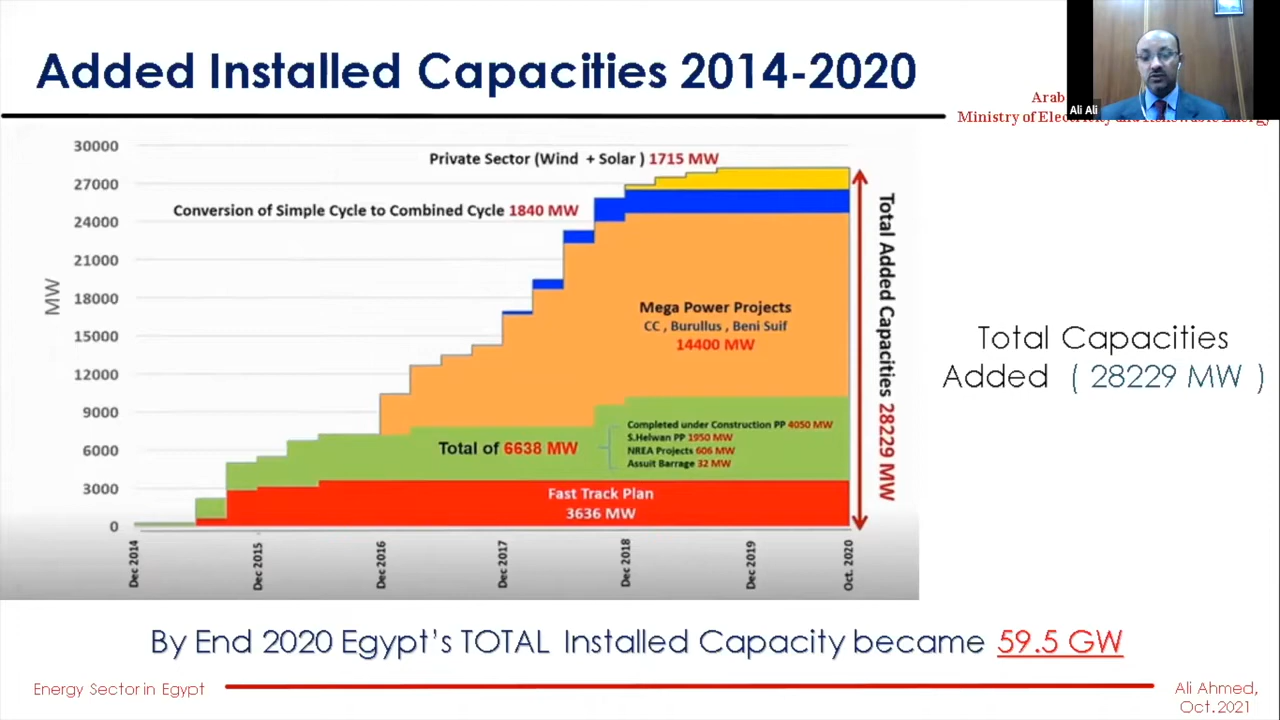 Added Installed Capacities 2014-2020
Arab
Ministry of Electricity and Renewable Energy
Ali Ali
30000
27000
24000
21000
18000
15000
12000
9000
6000
3000
0
MW
Private Sector (Wind + Solar ) 1715 MW
Conversion of Simple Cycle to Combined Cycle 1840 MW
Mega Power Projects
CC , Burullus , Beni Suif
14400 MW
Total of 6638 MW
Completed under Construction PP 4050 MW
S.Helwan PP 1950 MW
NREA Projects 606 MW
Assuit Barrage 32 MW
Fast Track Plan
3636 MW
Total Added Capacities 28229 MW
Dec 2014
Dec 2015
Dec 2016
Dec 2017
Dec 2018
Dec 2019
Oct. 2020
Total Capacities
Added ( 28229 MW )
By End 2020 Egypt's TOTAL Installed Capacity became 59.5 GW
Energy Sector in Egypt
Ali Ahmed,
Oct.2021